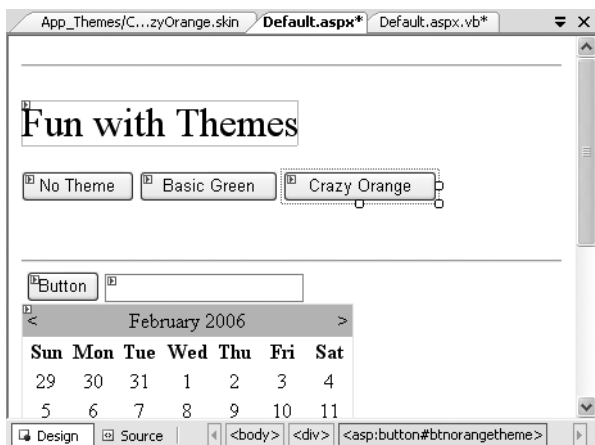 App_Themes/C...zyOrange.skin Default.aspx* Default.aspx.vb*
Fun with Themes
No Theme Basic Green Crazy Orange
Button
< February 2006 >
Sun Mon Tue Wed Thu Fri Sat
29 30 31 1 2 3 4
5 6 7 8 9 10 11
Design Source <body> <div> <asp:button#btnorangetheme>